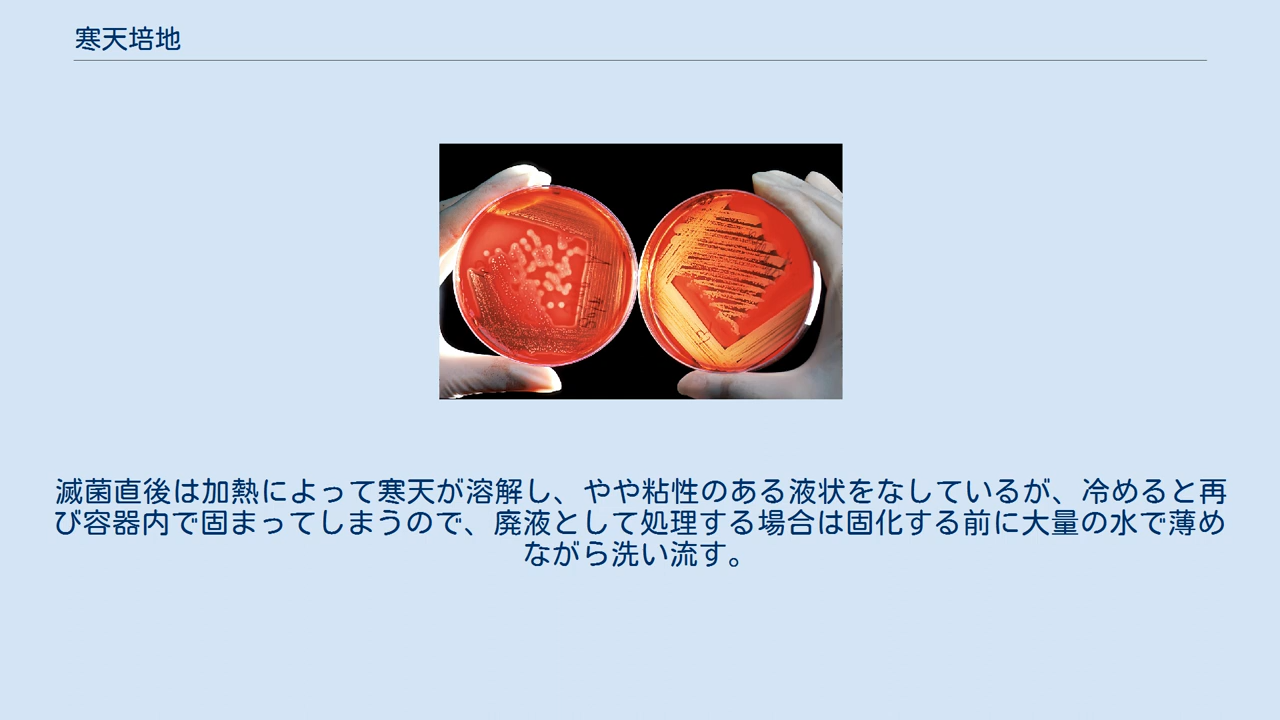 寒天培地
滅菌直後は加熱によって寒天が溶解し、やや粘性のある液状をなしているが、冷めると再
び容器内で固まってしまうので、廃液として処理する場合は固化する前に大量の水で薄め
ながら洗い流す。